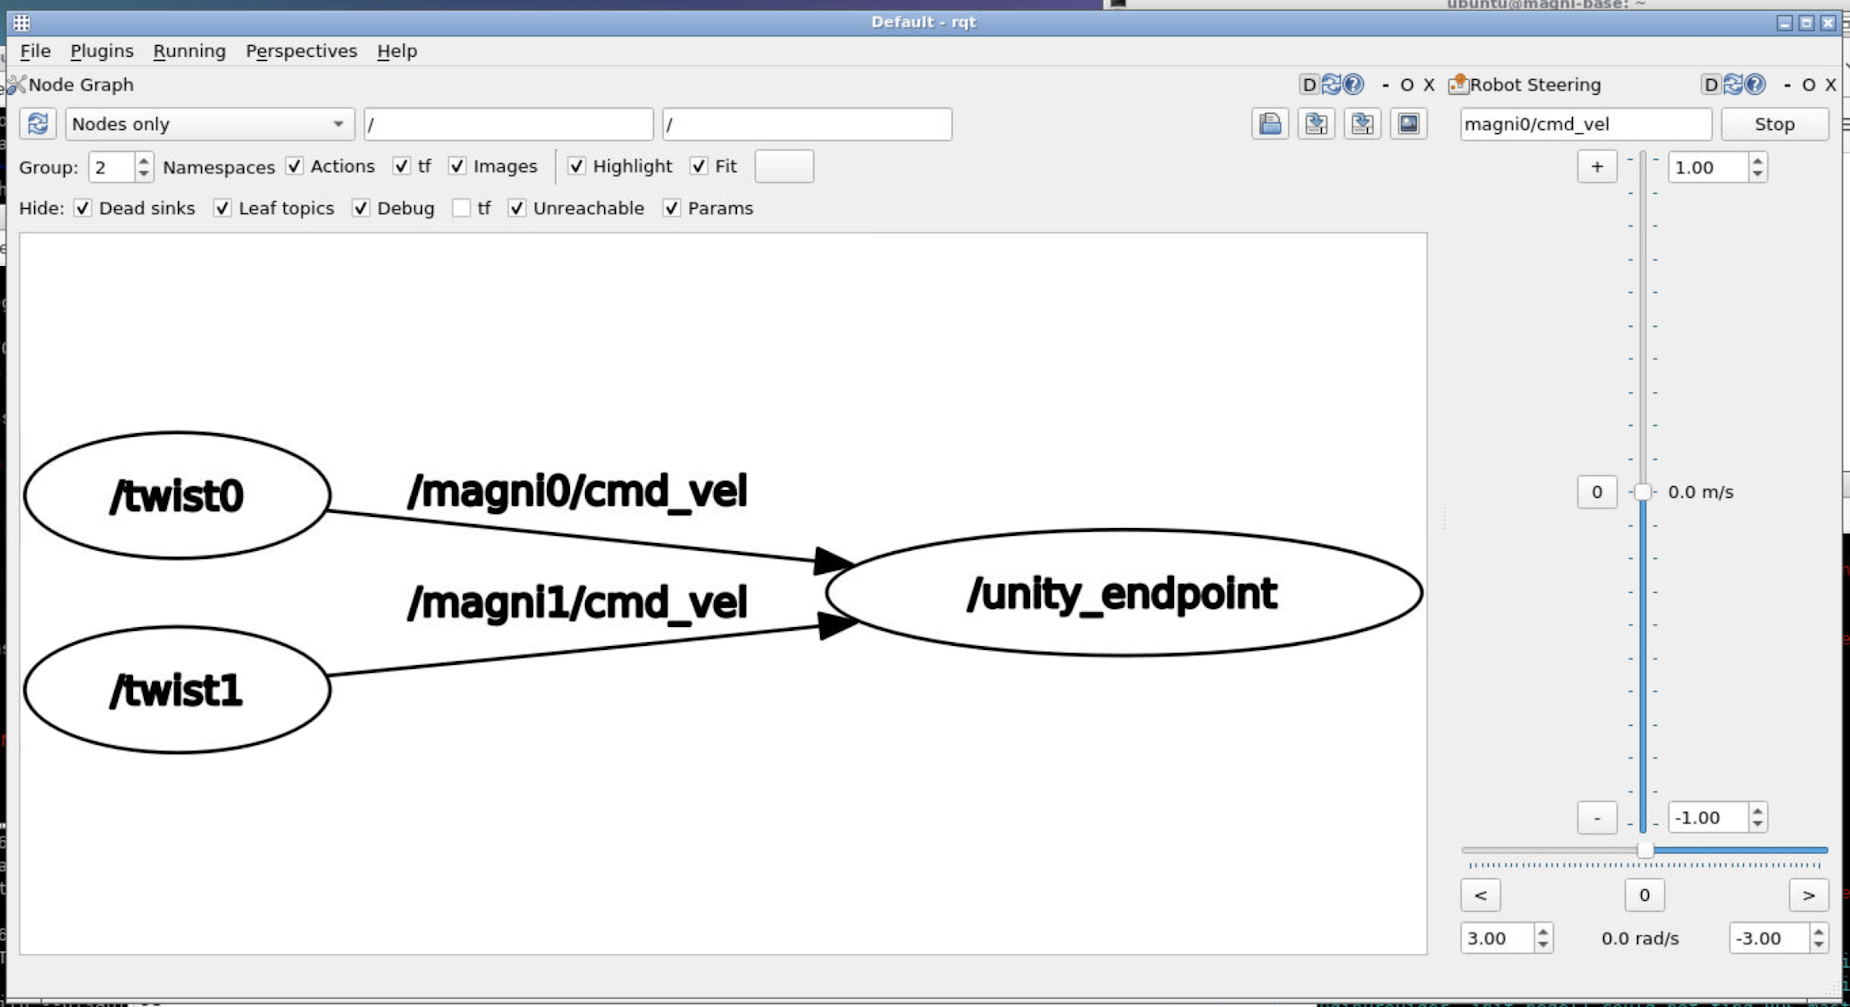 ubuntu@magni-base: ~
Default - rqt
File Plugins Running Perspectives Help
Node Graph D - O X
Robot Steering D - O X
Nodes only / /
magni0/cmd_vel Stop
Group: 2 Namespaces Actions tf Images Highlight Fit
+ 1.00
Hide: Dead sinks Leaf topics Debug tf Unreachable Params
/twist0
/magni0/cmd_vel
/magni1/cmd_vel
/unity_endpoint
/twist1
0 0.0 m/s
- -1.00
< 0 >
3.00 0.0 rad/s -3.00